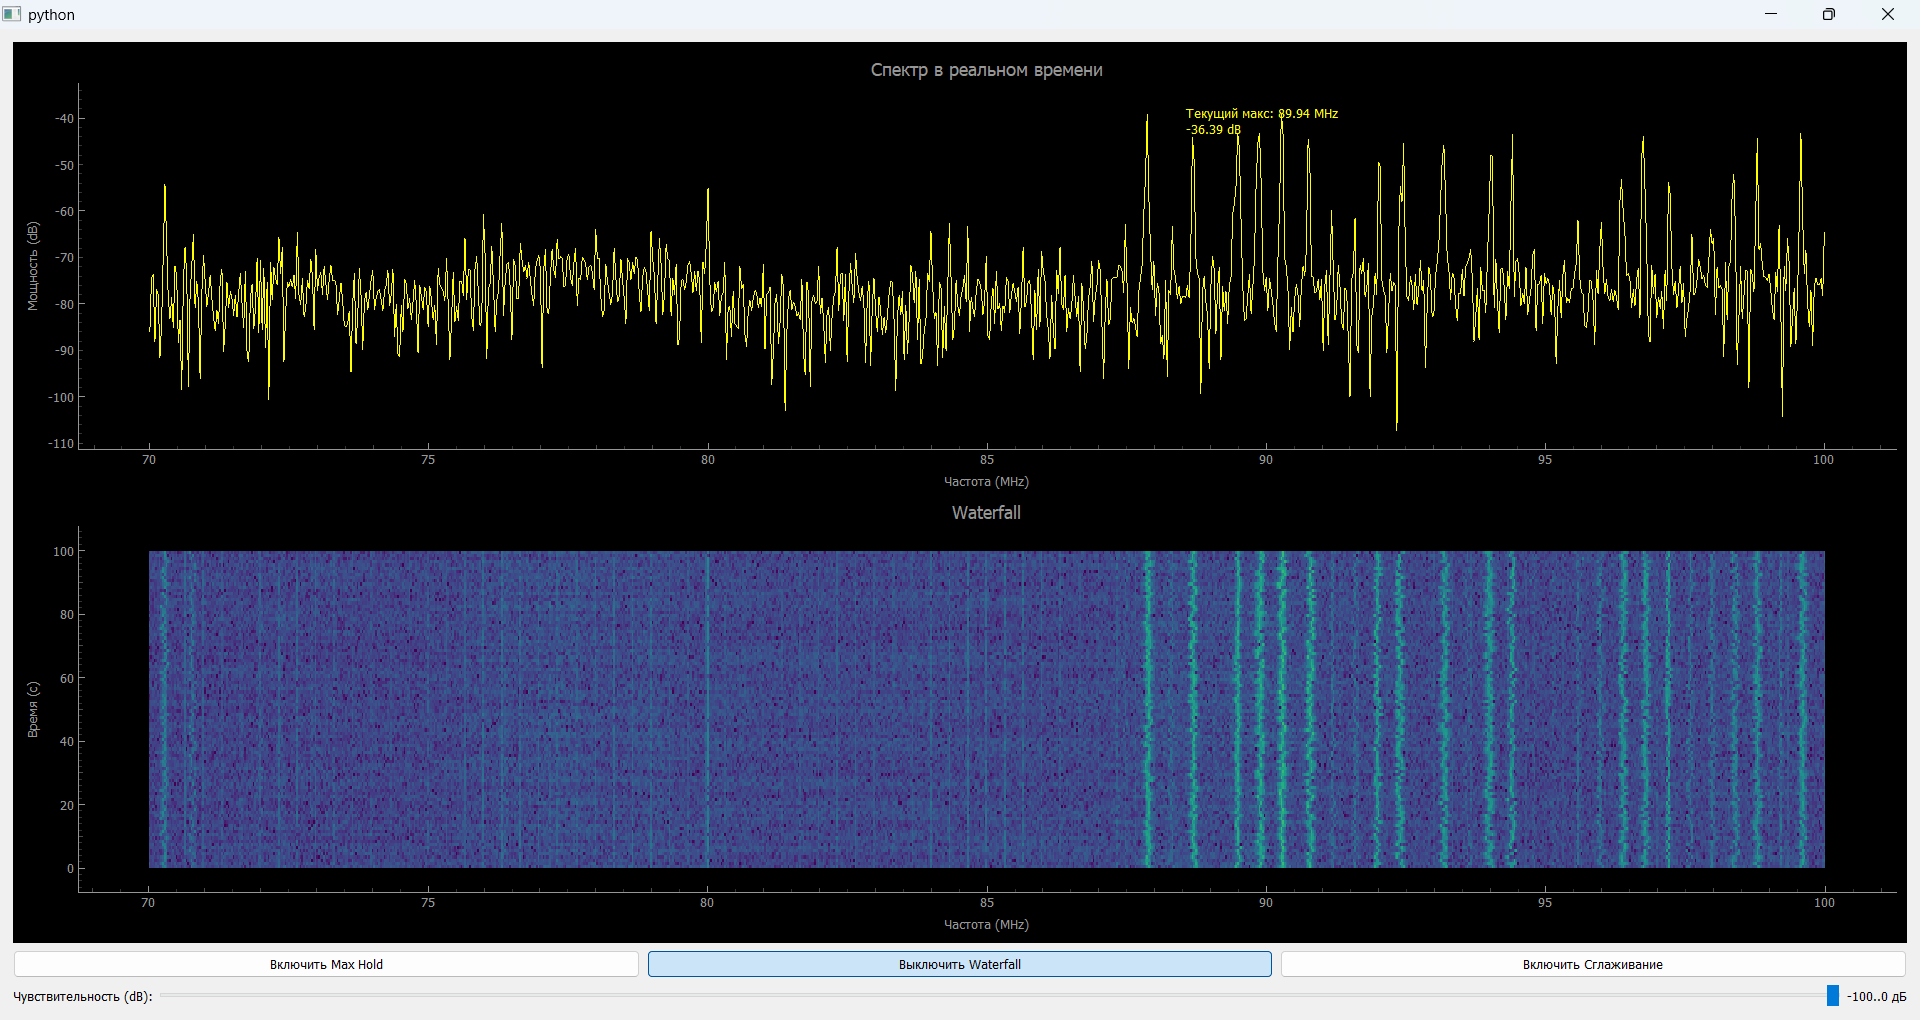 python
Спектр в реальном времени
Текущий макс: 89.94 MHz
-36.39 dB
Мощность (dB)
-40
-50
-60
-70
-80
-90
-100
-110
70
75
80
85
90
95
100
Частота (MHz)
Waterfall
Время (с)
100
80
60
40
20
0
70
75
80
85
90
95
100
Частота (MHz)
Включить Max Hold
Выключить Waterfall
Включить Сглаживание
Чувствительность (dB):
-100..0 дБ